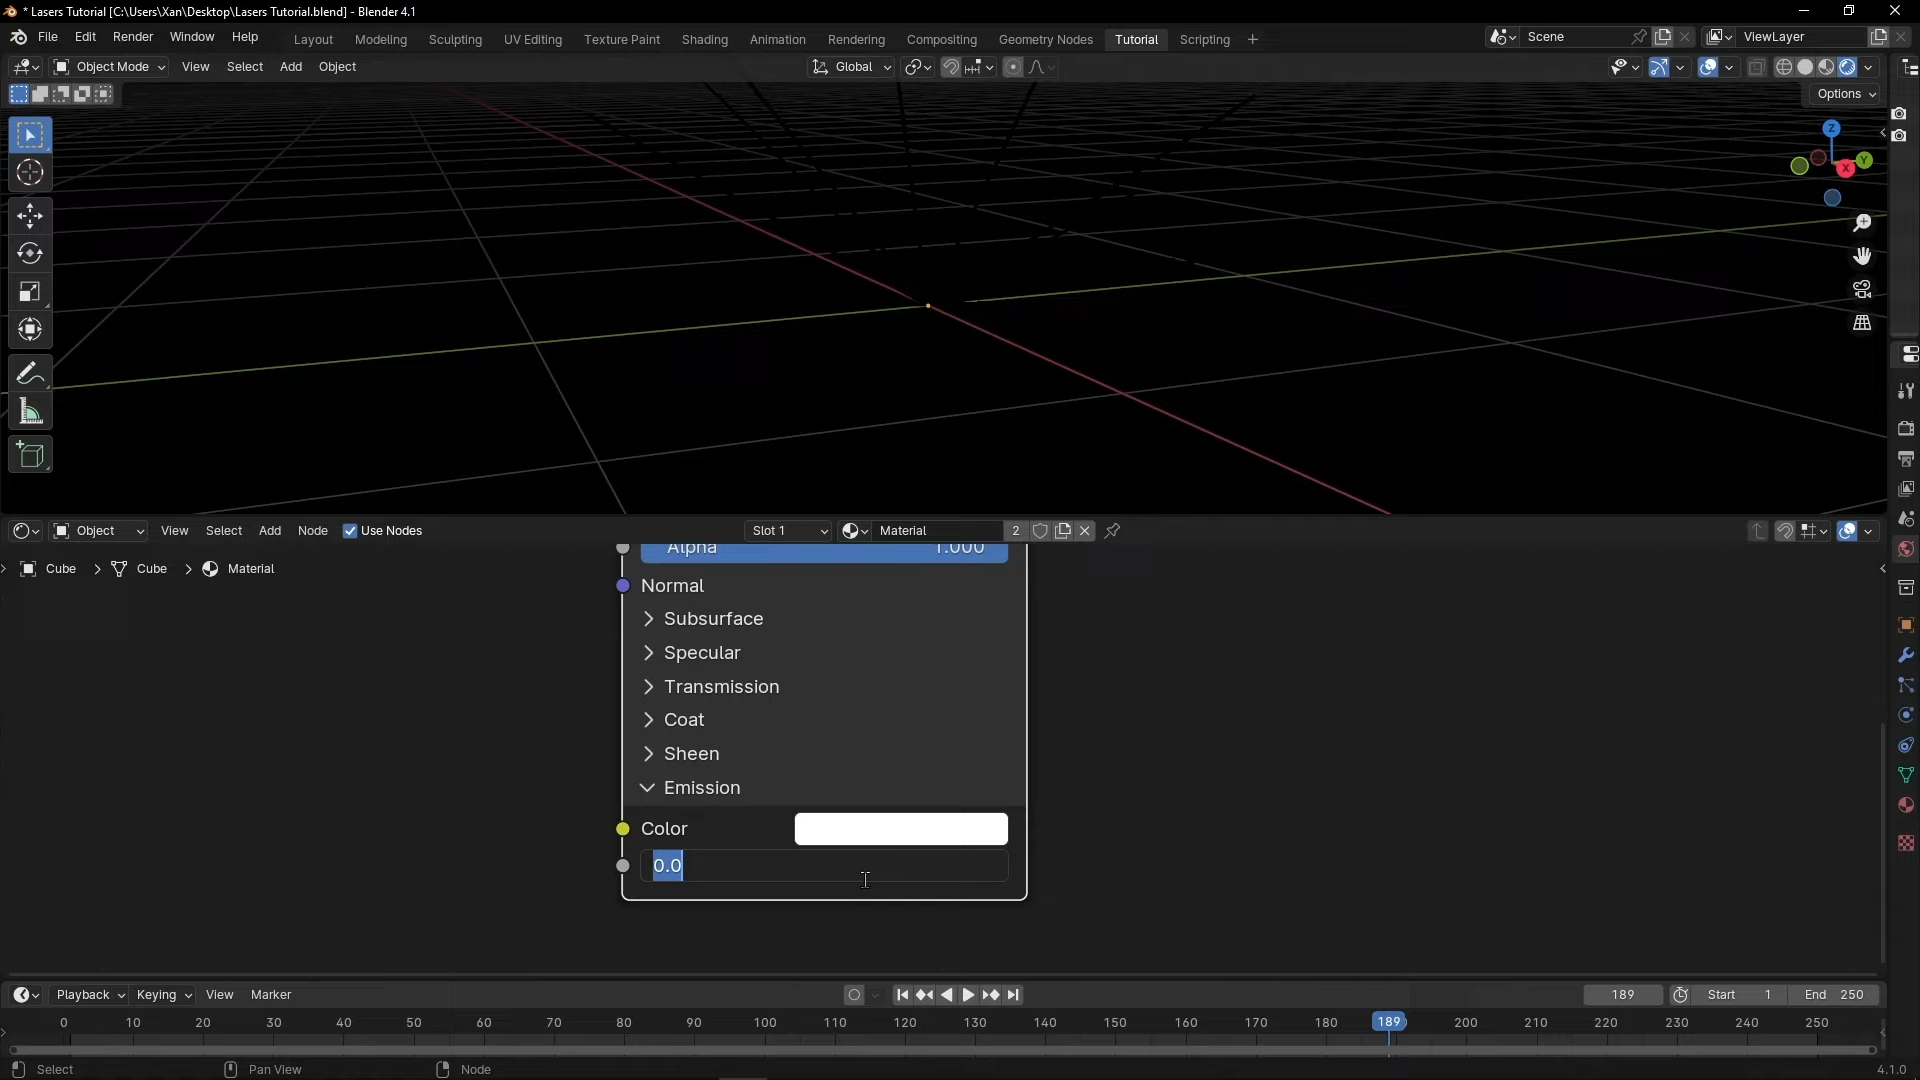 * Lasers Tutorial [C:\Users\Xan\Desktop\Lasers Tutorial.blend] - Blender 4.1
File Edit Render Window Help
Layout Modeling Sculpting UV Editing Texture Paint Shading Animation Rendering Compositing Geometry Nodes Tutorial Scripting +
Scene
ViewLayer
Object Mode View Select Add Object
Global
Options
Z
Y
X
Object View Select Add Node Use Nodes
Slot 1
Material 2
Cube > Cube > Material
Alpha 1.000
Normal
Subsurface
Specular
Transmission
Coat
Sheen
Emission
Color
0.0
Playback Keying View Marker
189
Start 1
End 250
0 10 20 30 40 50 60 70 80 90 100 110 120 130 140 150 160 170 180 189 200 210 220 230 240 250
Select
Pan View
Node
4.1.0